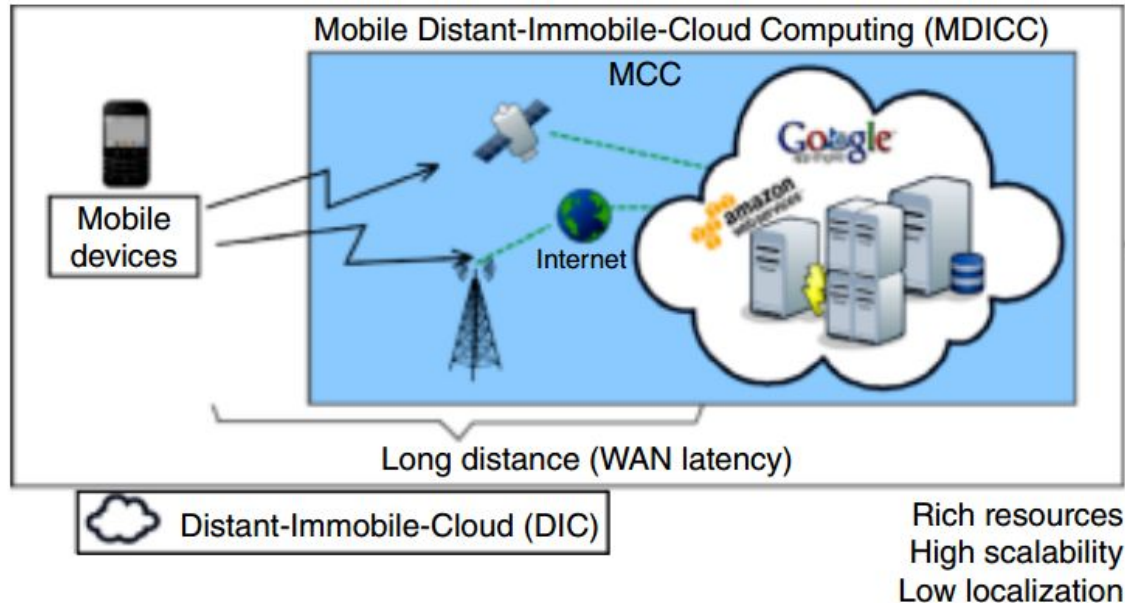 Mobile Distant-Immobile-Cloud Computing (MDICC)
MCC
Google
amazon
Mobile
devices
Internet
Long distance (WAN latency)
Distant-Immobile-Cloud (DIC)
Rich resources
High scalability
Low localization